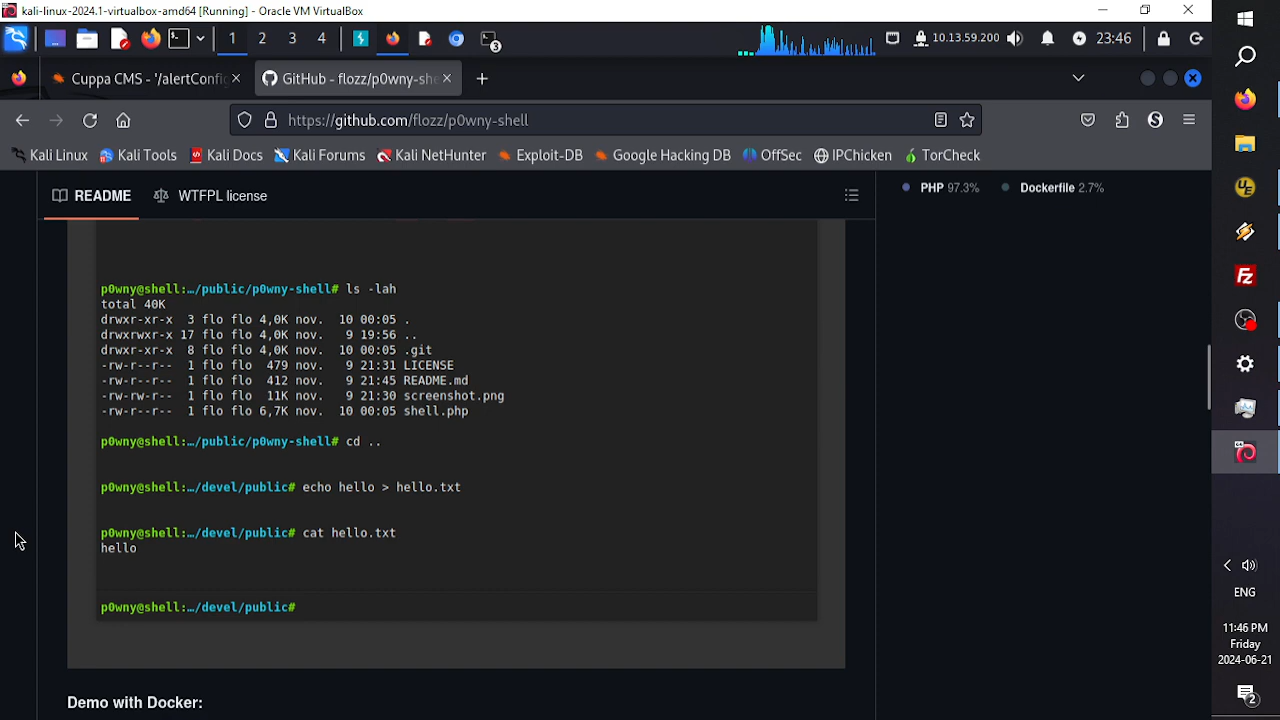 kali-linux-2024.1-virtualbox-amd64 [Running] - Oracle VM VirtualBox
1 2 3 4
3
10.13.59.200
23:46
Cuppa CMS - '/alertConfig
GitHub - flozz/p0wny-she
https://github.com/flozz/p0wny-shell
Kali Linux Kali Tools Kali Docs Kali Forums Kali NetHunter Exploit-DB Google Hacking DB OffSec IPChicken TorCheck
README
WTFPL license
PHP 97.3% Dockerfile 2.7%
p0wny@shell:…/public/p0wny-shell# ls -lah
total 40K
drwxr-xr-x 3 flo flo 4,0K nov. 10 00:05 .
drwxrwxr-x 17 flo flo 4,0K nov. 9 19:56 ..
drwxr-xr-x 8 flo flo 4,0K nov. 10 00:05 .git
-rw-r--r-- 1 flo flo 479 nov. 9 21:31 LICENSE
-rw-r--r-- 1 flo flo 412 nov. 9 21:45 README.md
-rw-rw-r-- 1 flo flo 11K nov. 9 21:30 screenshot.png
-rw-r--r-- 1 flo flo 6,7K nov. 10 00:05 shell.php
p0wny@shell:…/public/p0wny-shell# cd ..
p0wny@shell:…/devel/public# echo hello > hello.txt
p0wny@shell:…/devel/public# cat hello.txt
hello
p0wny@shell:…/devel/public#
Demo with Docker:
ENG
11:46 PM
Friday
2024-06-21
2